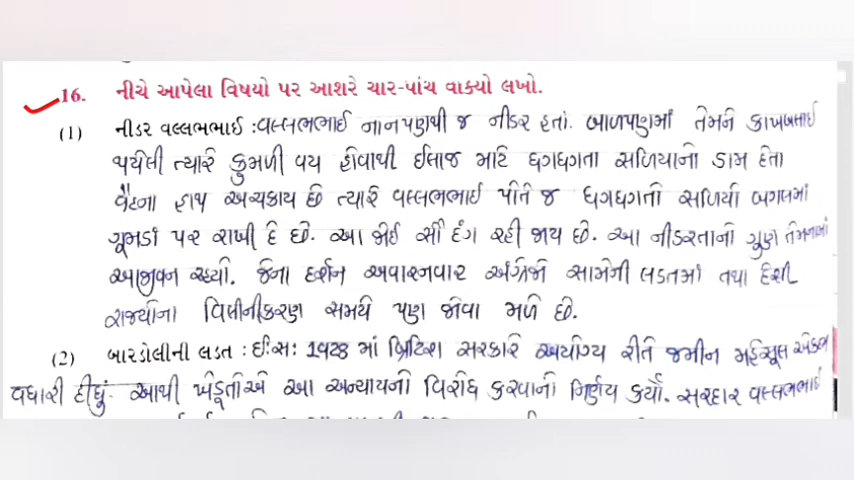 16. નીચે આપેલા વિષયો પર આશરે ચાર-પાંચ વાક્યો લખો.
(1) નીડર વલ્લભભાઈ : વલ્લભભાઈ નાનપણથી જ નીડર હતાં. બાળપણમાં તેમને કાખબલાઈ
થયેલી ત્યારે કુમળી વય હોવાથી ઈલાજ માટે ધગધગતા સળિયાનો ડામ દેતા
વૈદના હાથ અચકાય છે ત્યારે વલ્લભભાઈ પોતે જ ધગધગતો સળિયો બગલમાં
ગૂમડાં પર રાખી દે છે. આ જોઈ સૌ દંગ રહી જાય છે. આ નીડરતાનો ગુણ તેમનામાં
આજીવન રહ્યો. જેના દર્શન અવારનવાર અંગ્રેજો સામેની લડતમાં તથા દેશી
રાજ્યોના વિલીનીકરણ સમયે પણ જોવા મળે છે.
(2) બારડોલીની લડત : ઈ.સ. 1928 માં બ્રિટિશ સરકારે અયોગ્ય રીતે જમીન મહેસૂલ એકદમ
વધારી દીધું. આથી ખેડૂતોએ આ અન્યાયનો વિરોધ કરવાનો નિર્ણય કર્યો. સરદાર વલ્લભભાઈ